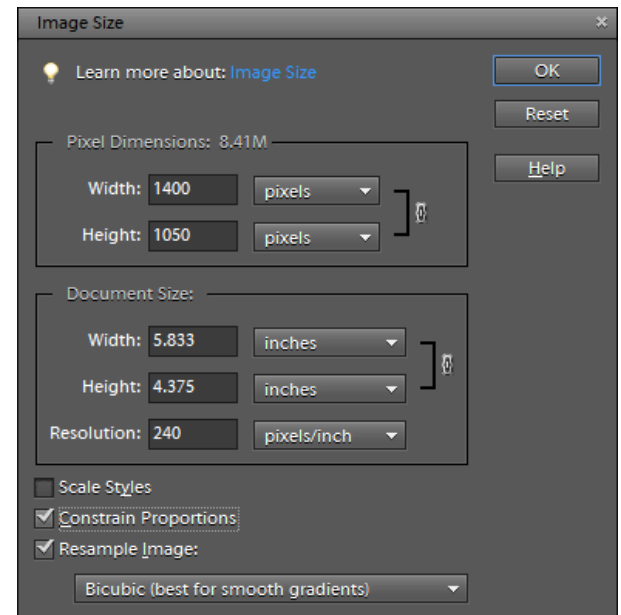 Image Size
Learn more about: Image Size
OK
Reset
Help
Pixel Dimensions: 8.41M
Width: 1400 pixels
Height: 1050 pixels
Document Size:
Width: 5.833 inches
Height: 4.375 inches
Resolution: 240 pixels/inch
Scale Styles
Constrain Proportions
Resample Image:
Bicubic (best for smooth gradients)